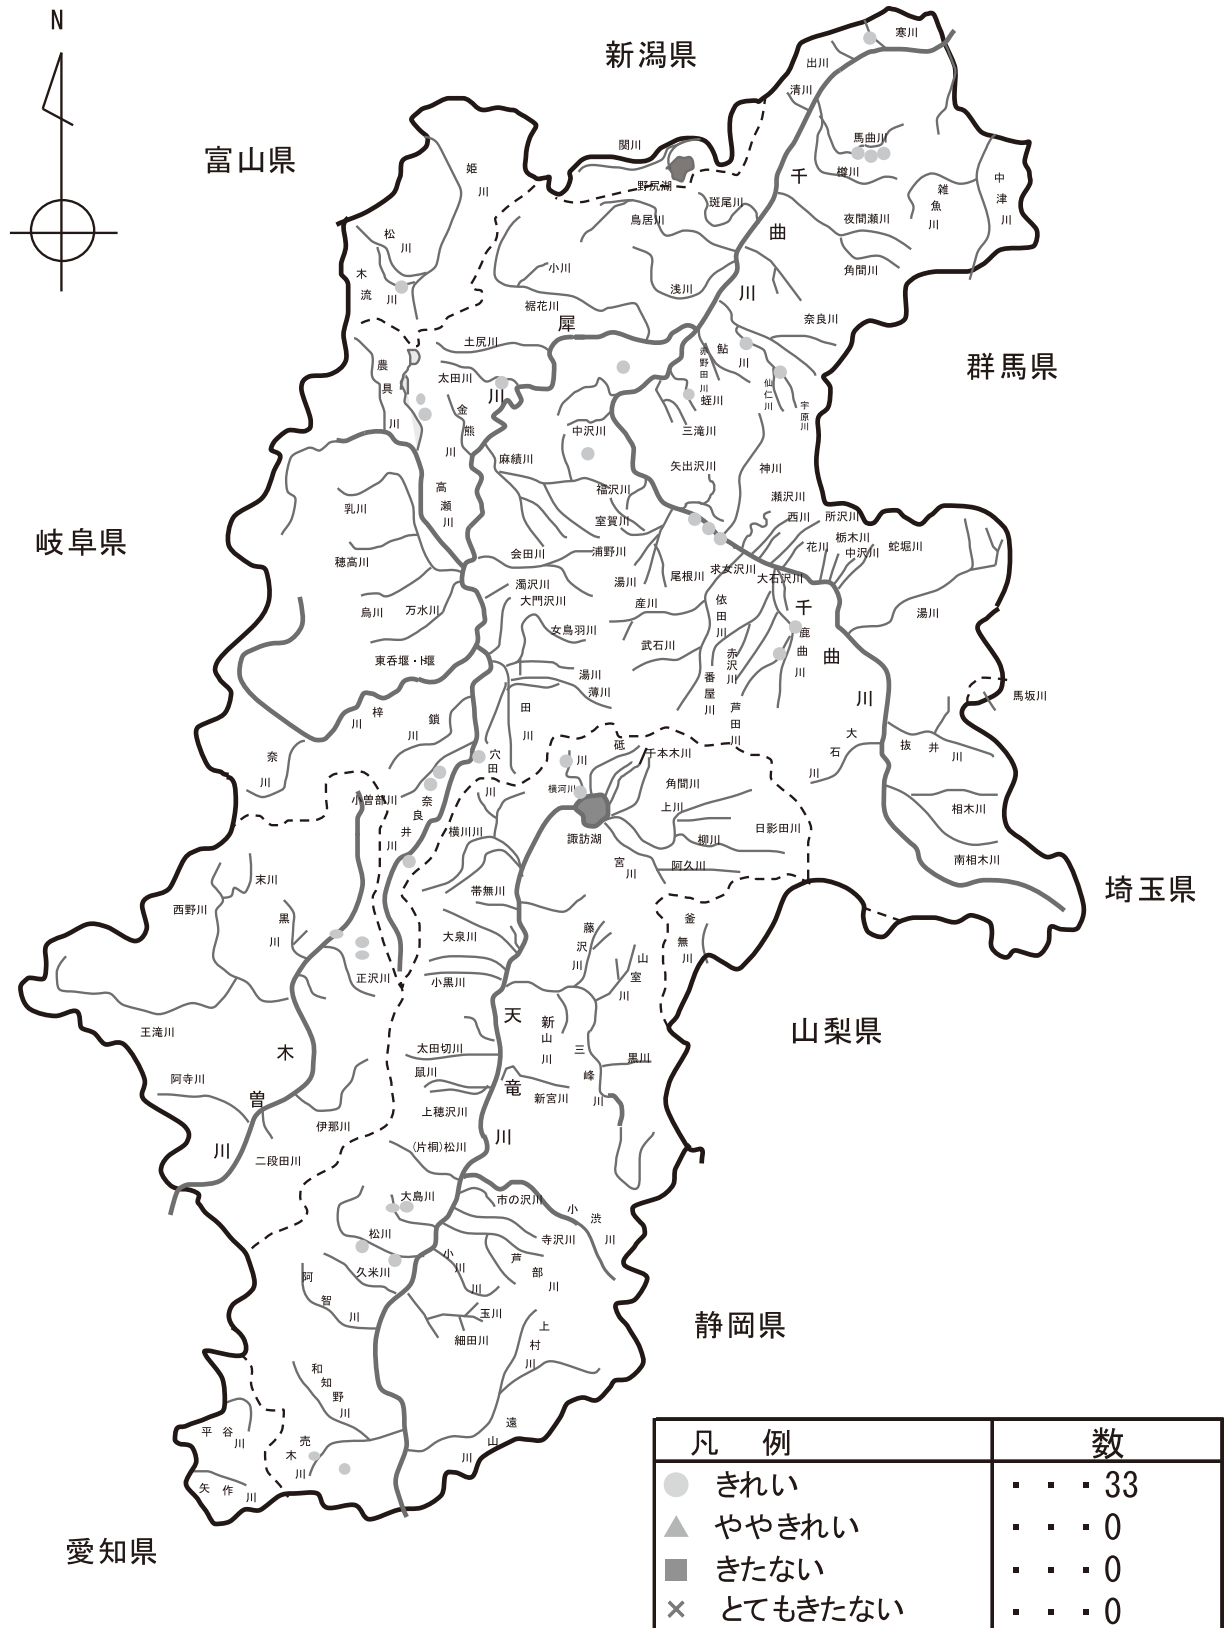 N
新潟県
富山県
群馬県
岐阜県
埼玉県
山梨県
静岡県
愛知県
寒川
出川
清川
馬曲川
樽川
千曲川
中津川
雑魚川
夜間瀬川
角間川
関川
野尻湖
斑尾川
鳥居川
姫川
松川
木流川
小川
浅川
裾花川
奈良川
犀川
土尻川
太田川
農具川
金熊川
赤野田川
鮎川
仙仁川
宇原川
蛭川
三滝川
中沢川
麻績川
高瀬川
矢出沢川
神川
福沢川
瀬沢川
西川
所沢川
栃木川
中沢川
花川
蛇堀川
乳川
室賀川
穂高川
会田川
浦野川
湯川
尾根川
求女沢川
大石沢川
濁沢川
大門沢川
産川
依田川
千曲川
鹿曲川
湯川
烏川
万水川
女鳥羽川
武石川
赤沢川
番屋川
芦田川
東呑堰・ト堰
湯川
薄川
田川
馬坂川
梓川
鎖川
奈川
大石川
抜井川
穴田川
砥川
千本木川
横河川
角間川
上川
小曽部川
奈良井川
横川川
諏訪湖
柳川
日影田川
宮川
阿久川
相木川
南相木川
末川
西野川
黒川
帯無川
大泉川
藤沢川
釜無川
正沢川
小黒川
山室川
王滝川
木曽川
天竜川
新山川
三峰川
太田切川
黒川
鼠川
新宮川
阿寺川
上穂沢川
伊那川
二段田川
(片桐)松川
大島川
市の沢川
小渋川
松川
寺沢川
久米川
小川川
芦部川
阿智川
玉川
細田川
上村川
和知野川
遠山川
平谷川
売木川
矢作川
凡 例 数
きれい ・ ・ ・ 33
ややきれい ・ ・ ・ 0
きたない ・ ・ ・ 0
とてもきたない ・ ・ ・ 0